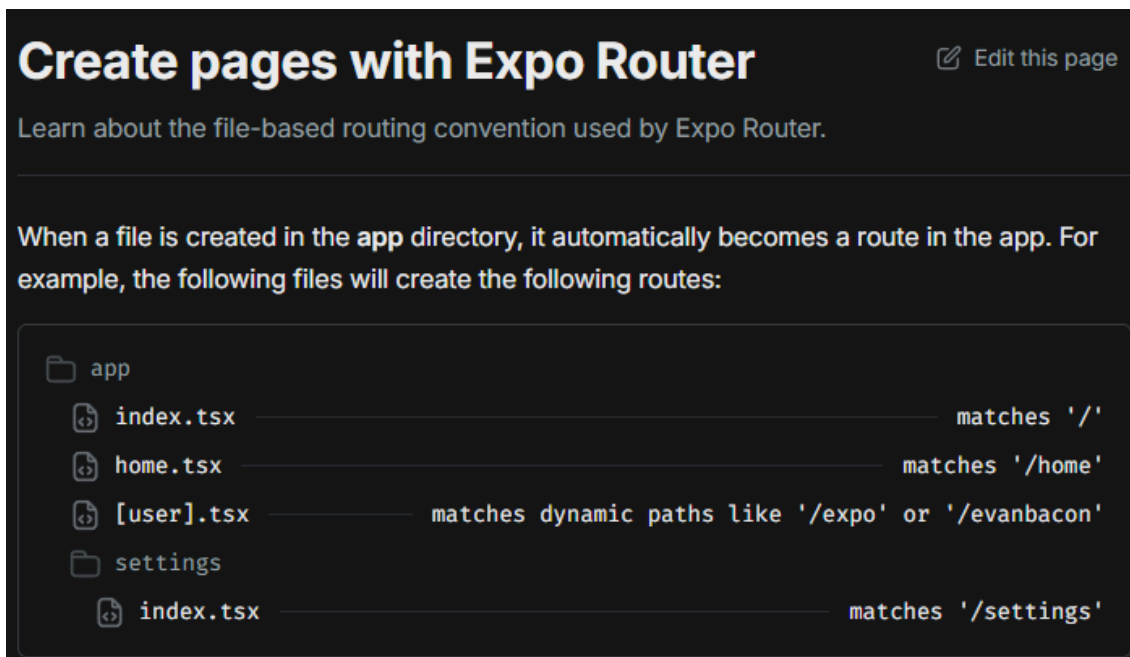 Create pages with Expo Router
Edit this page
Learn about the file-based routing convention used by Expo Router.
When a file is created in the app directory, it automatically becomes a route in the app. For
example, the following files will create the following routes:
app
index.tsx matches '/'
home.tsx matches '/home'
[user].tsx matches dynamic paths like '/expo' or '/evanbacon'
settings
index.tsx matches '/settings'